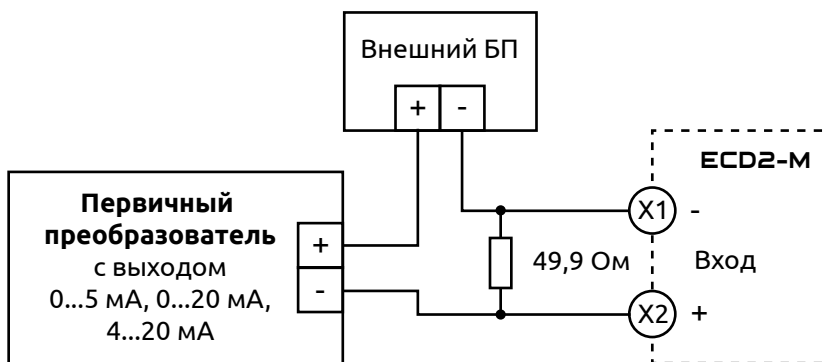 Внешний БП
+ -
ECD2-M
Первичный
преобразователь
с выходом
0...5 мА, 0...20 мА,
4...20 мА
+
-
49,9 Ом
X1 -
Вход
X2 +